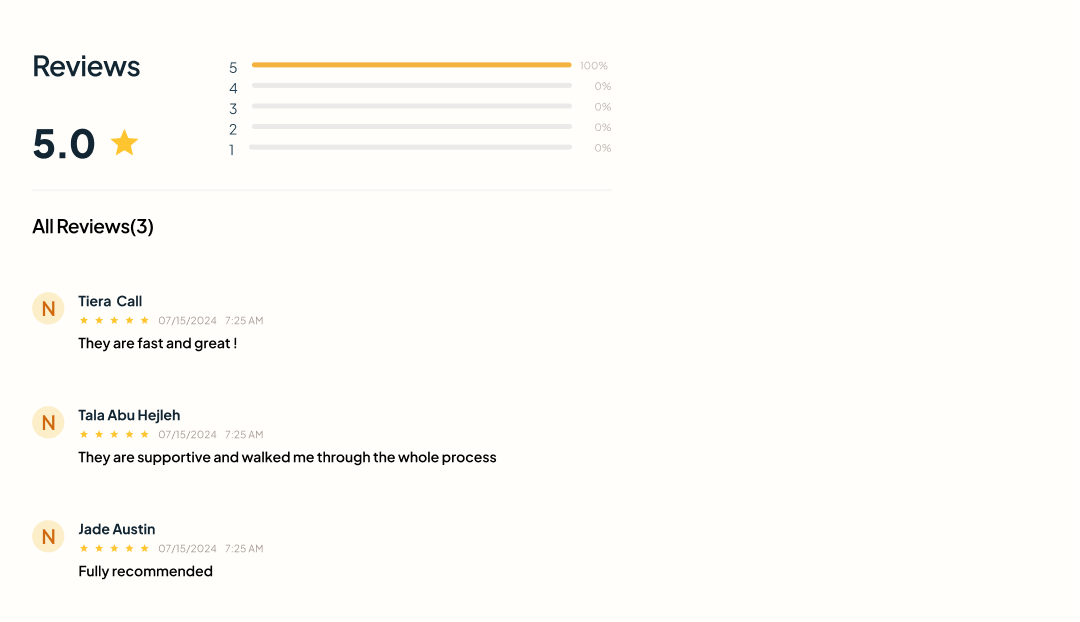 Reviews
5 100%
4 0%
3 0%
2 0%
1 0%
5.0
All Reviews(3)
N
Tiera Call
07/15/2024 7:25 AM
They are fast and great !
N
Tala Abu Hejleh
07/15/2024 7:25 AM
They are supportive and walked me through the whole process
N
Jade Austin
07/15/2024 7:25 AM
Fully recommended